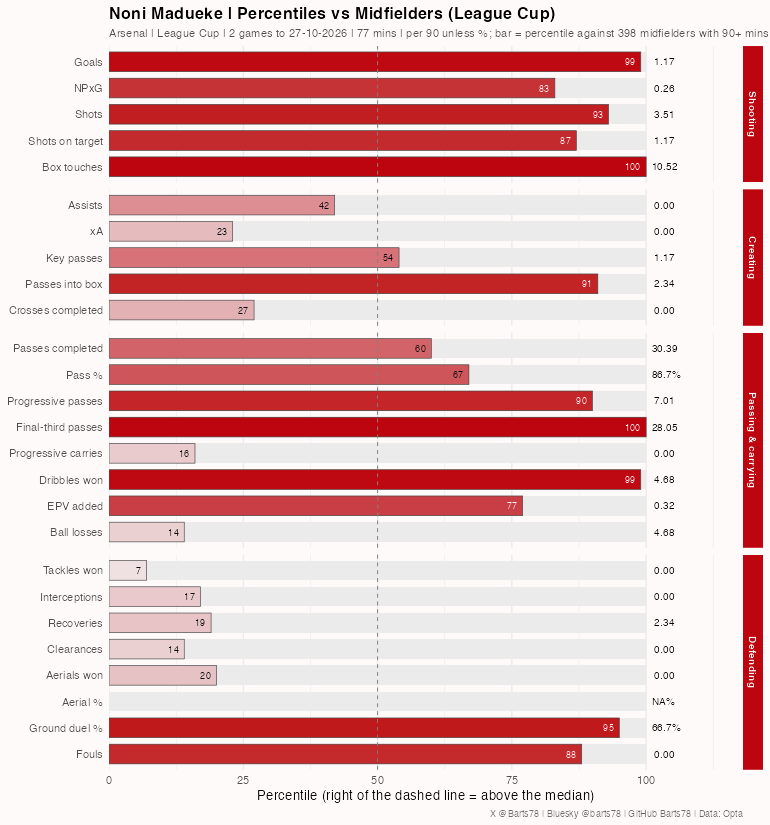 Noni Madueke | Percentiles vs Midfielders (League Cup)
Arsenal | League Cup | 2 games to 27-10-2026 | 77 mins | per 90 unless %; bar = percentile against 398 midfielders with 90+ mins
Goals 99 1.17
NPxG 83 0.26
Shots 93 3.51
Shots on target 87 1.17
Box touches 100 10.52
Shooting
Assists 42 0.00
xA 23 0.00
Key passes 54 1.17
Passes into box 91 2.34
Crosses completed 27 0.00
Creating
Passes completed 60 30.39
Pass % 67 86.7%
Progressive passes 90 7.01
Final-third passes 100 28.05
Progressive carries 16 0.00
Dribbles won 99 4.68
EPV added 77 0.32
Ball losses 14 4.68
Passing & carrying
Tackles won 7 0.00
Interceptions 17 0.00
Recoveries 19 2.34
Clearances 14 0.00
Aerials won 20 0.00
Aerial % NA%
Ground duel % 95 66.7%
Fouls 88 0.00
Defending
0 25 50 75 100
Percentile (right of the dashed line = above the median)
X @Barts78 | Bluesky @barts78 | GitHub Barts78 | Data: Opta